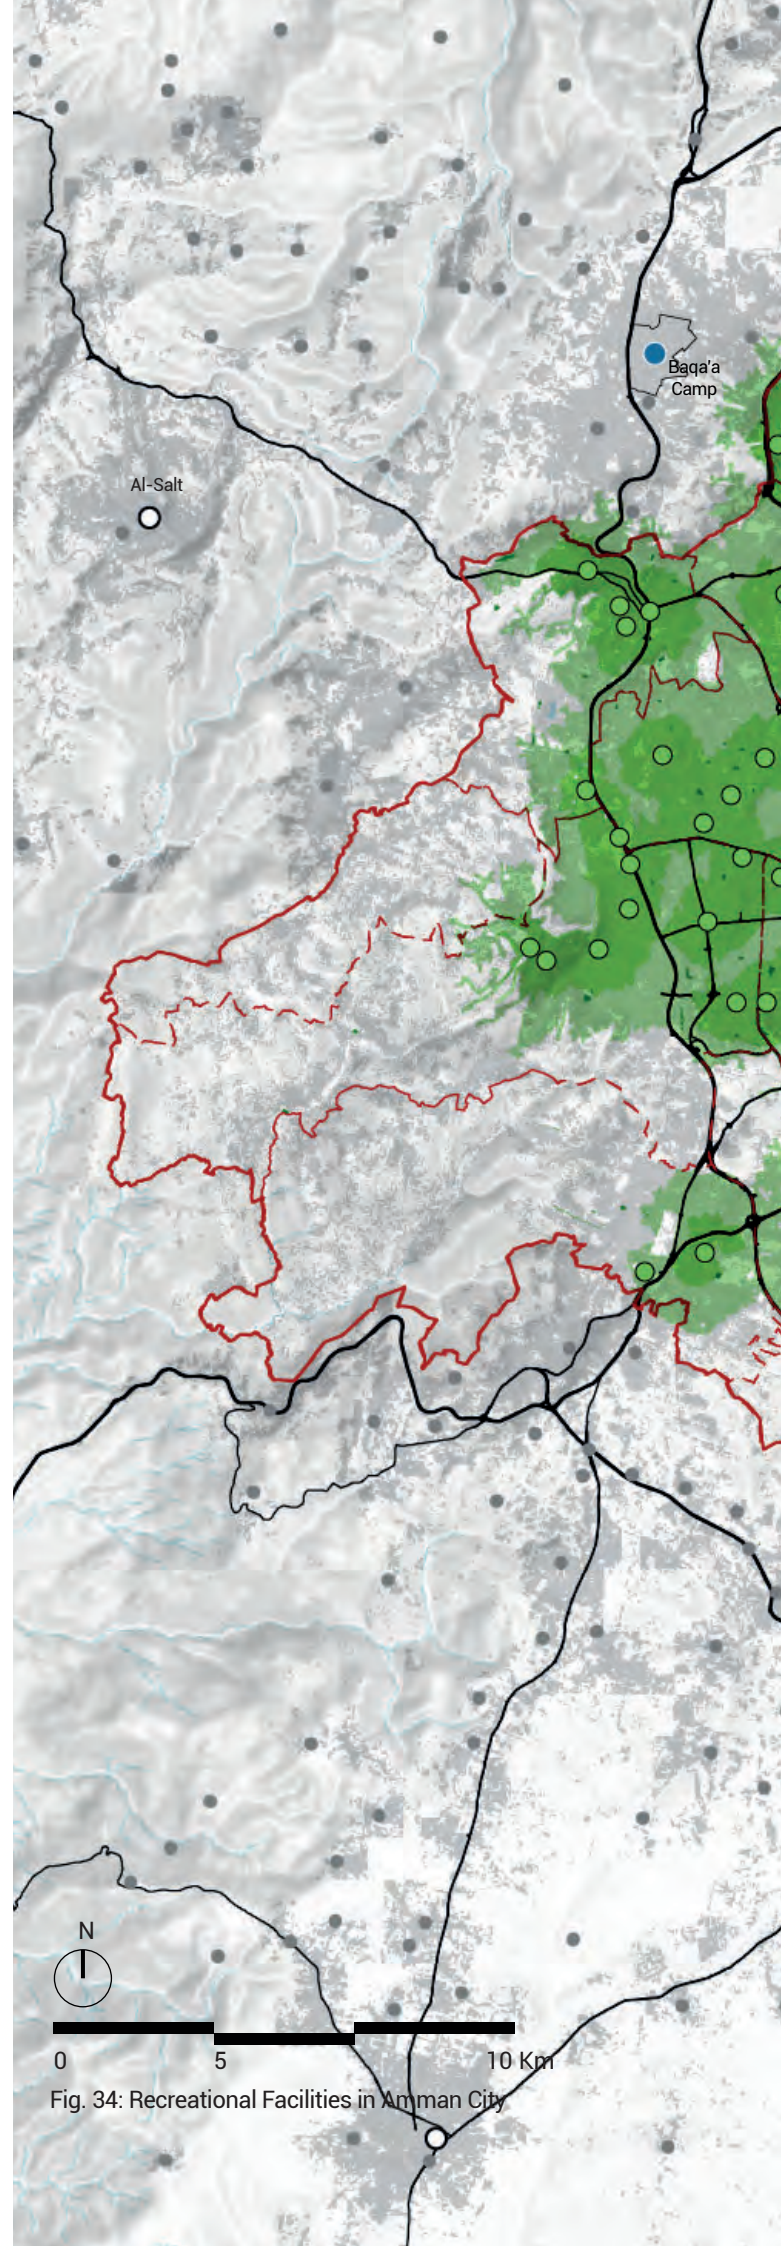 Baqa'a
Camp
Al-Salt
N
0 5 10 Km
Fig. 34: Recreational Facilities in Amman City